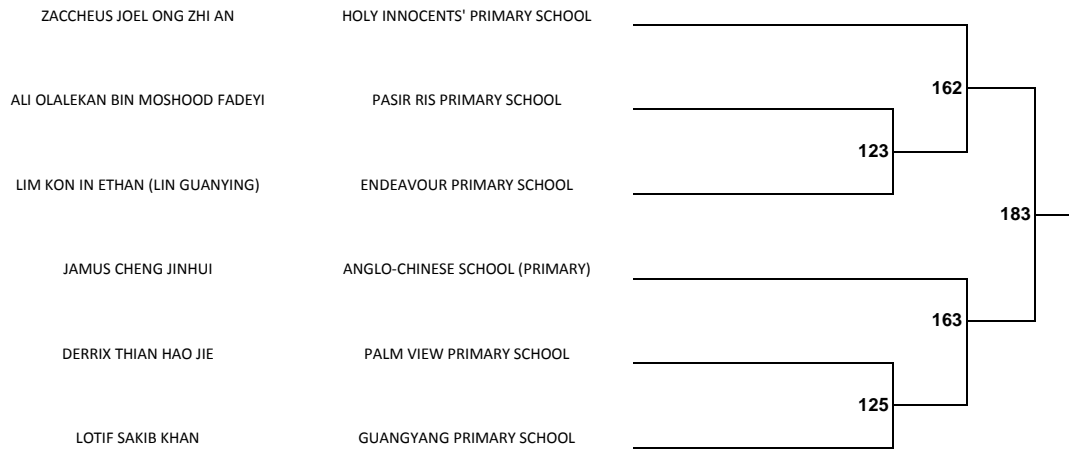 ZACCHEUS JOEL ONG ZHI AN HOLY INNOCENTS' PRIMARY SCHOOL
162
ALI OLALEKAN BIN MOSHOOD FADEYI PASIR RIS PRIMARY SCHOOL
123
LIM KON IN ETHAN (LIN GUANYING) ENDEAVOUR PRIMARY SCHOOL
183
JAMUS CHENG JINHUI ANGLO-CHINESE SCHOOL (PRIMARY)
163
DERRIX THIAN HAO JIE PALM VIEW PRIMARY SCHOOL
125
LOTIF SAKIB KHAN GUANGYANG PRIMARY SCHOOL